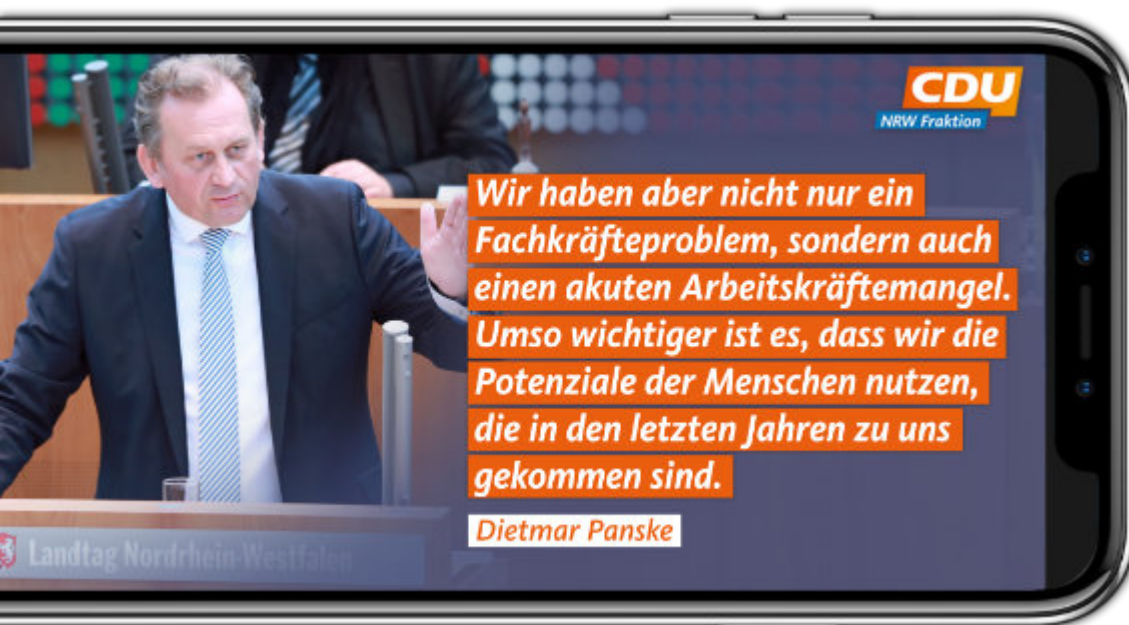 CDU
NRW Fraktion
Wir haben aber nicht nur ein
Fachkräfteproblem, sondern auch
einen akuten Arbeitskräftemangel.
Umso wichtiger ist es, dass wir die
Potenziale der Menschen nutzen,
die in den letzten Jahren zu uns
gekommen sind.
Dietmar Panske
Landtag Nordrhein-Westfalen